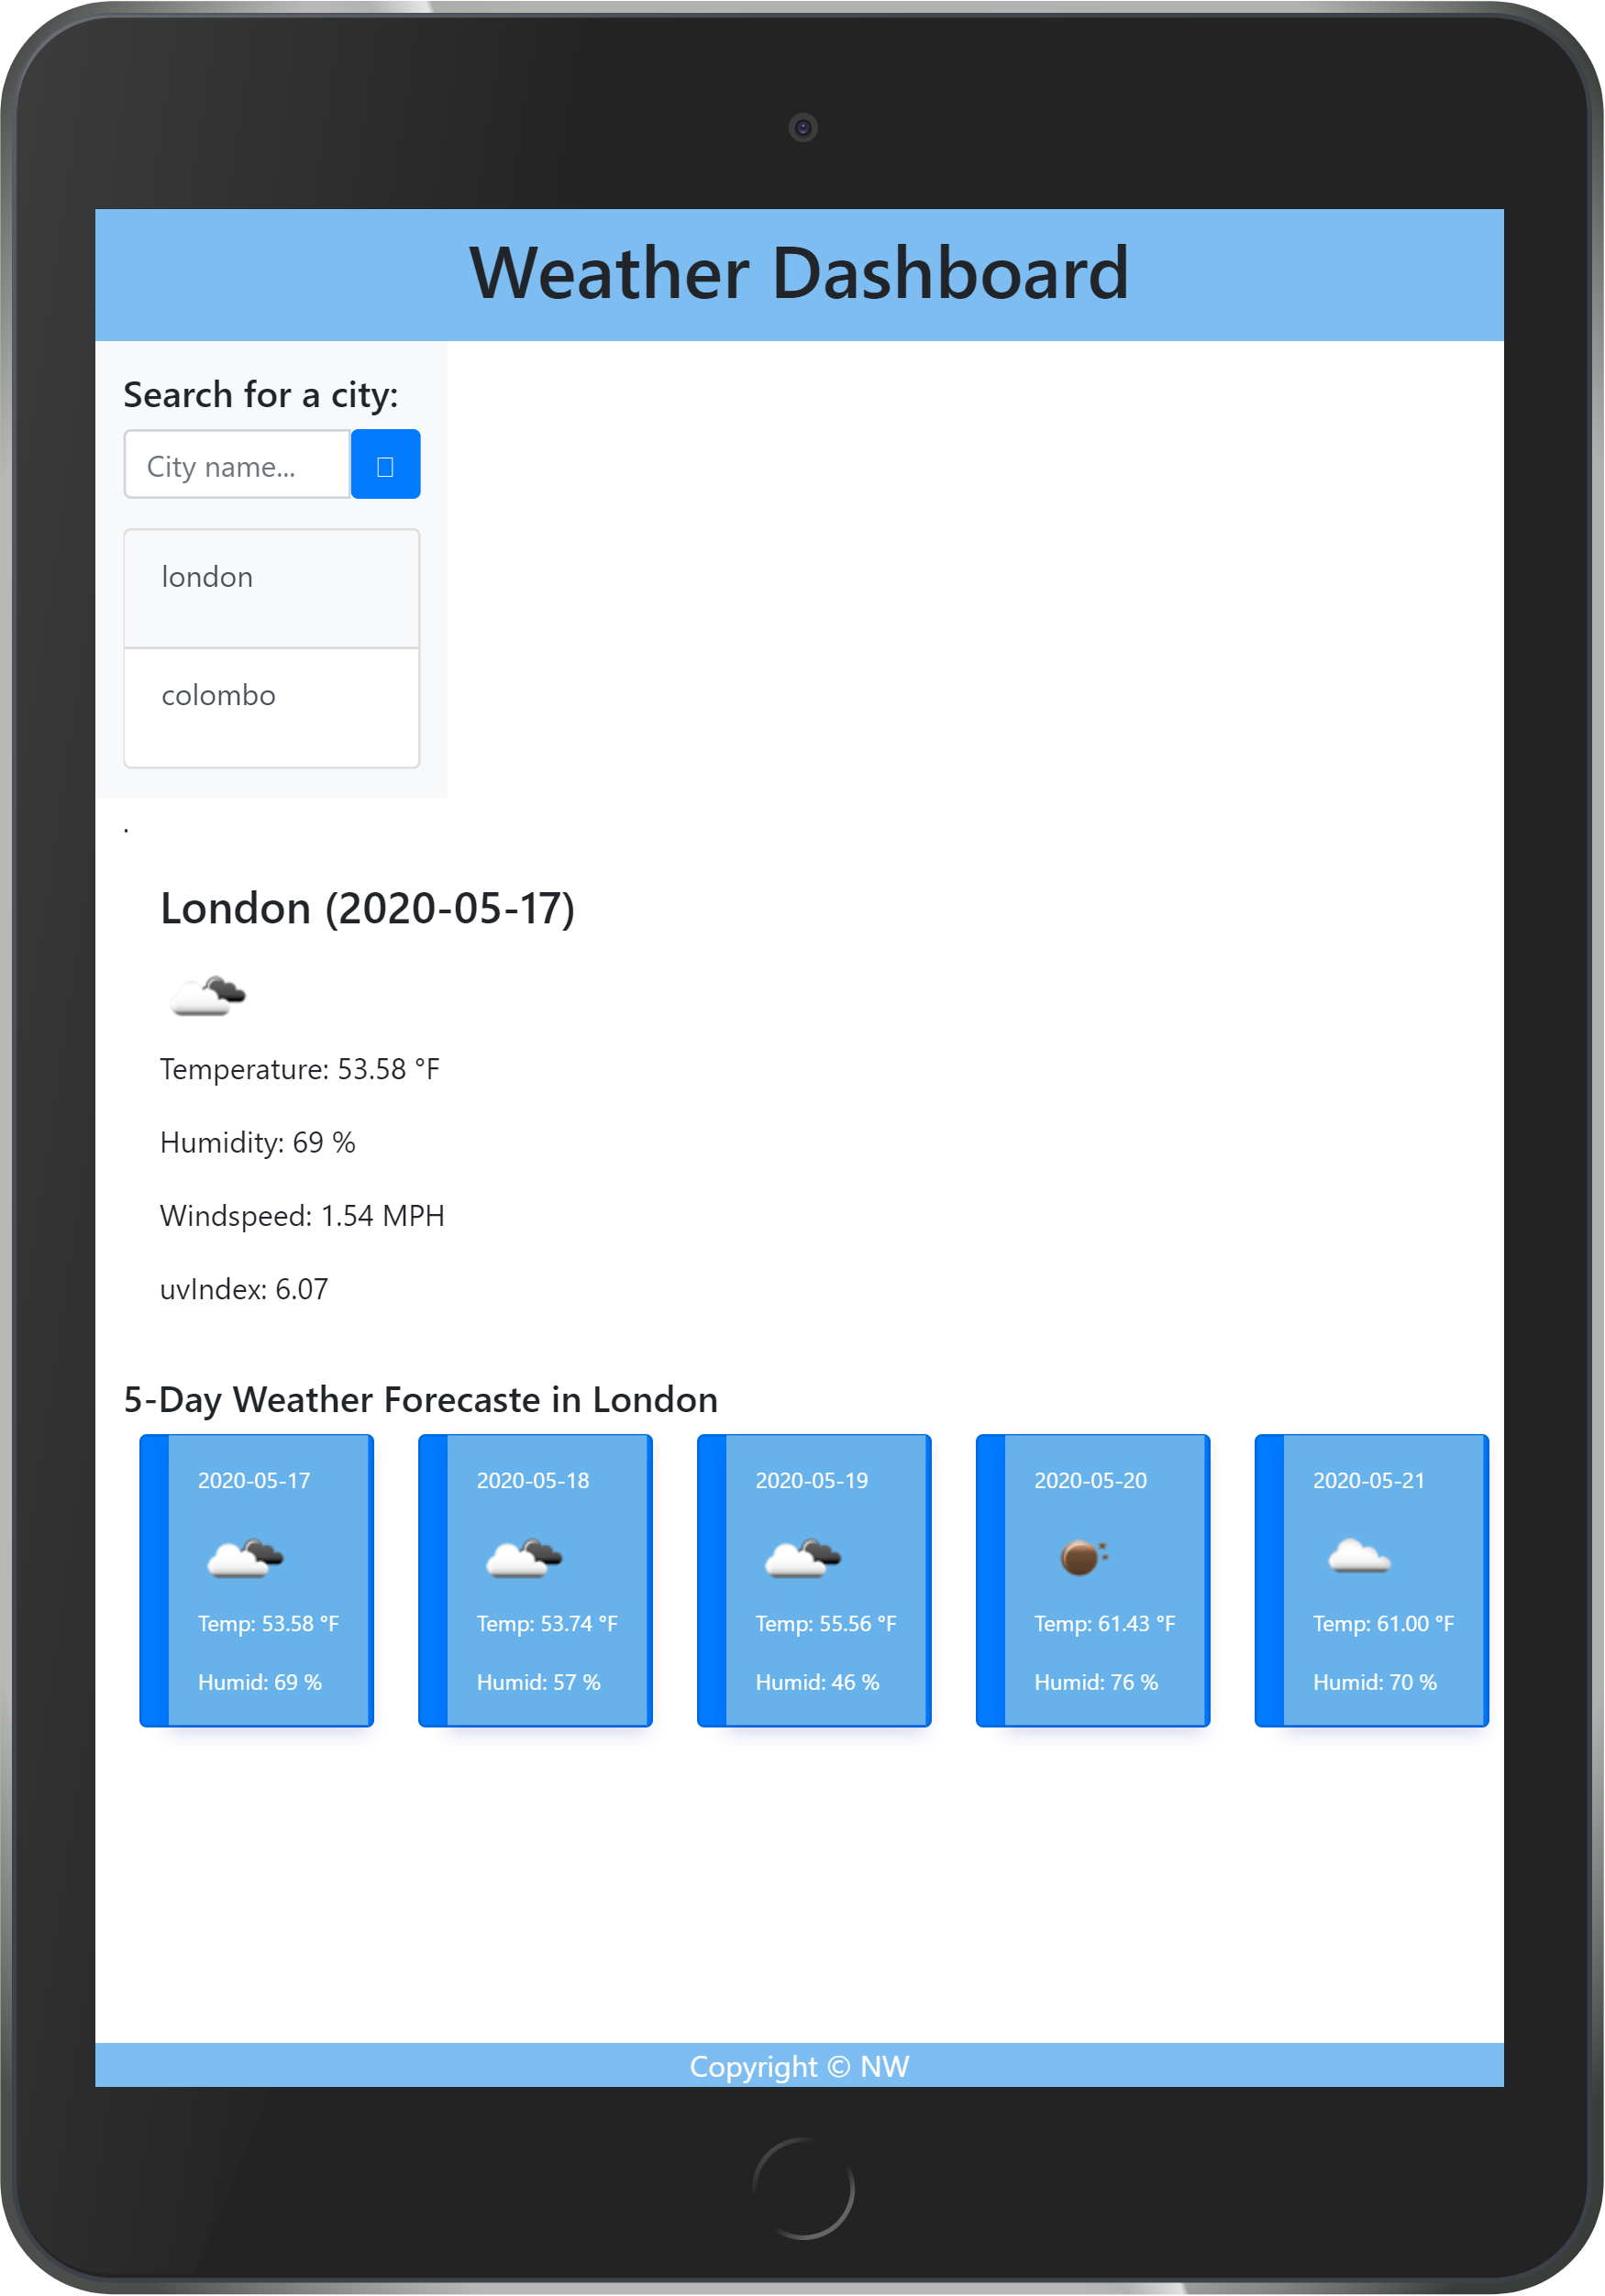 Weather Dashboard
Search for a city:
City name...
london
colombo
.
London (2020-05-17)
Temperature: 53.58 °F
Humidity: 69 %
Windspeed: 1.54 MPH
uvIndex: 6.07
5-Day Weather Forecaste in London
2020-05-17
Temp: 53.58 °F
Humid: 69 %
2020-05-18
Temp: 53.74 °F
Humid: 57 %
2020-05-19
Temp: 55.56 °F
Humid: 46 %
2020-05-20
Temp: 61.43 °F
Humid: 76 %
2020-05-21
Temp: 61.00 °F
Humid: 70 %
Copyright © NW